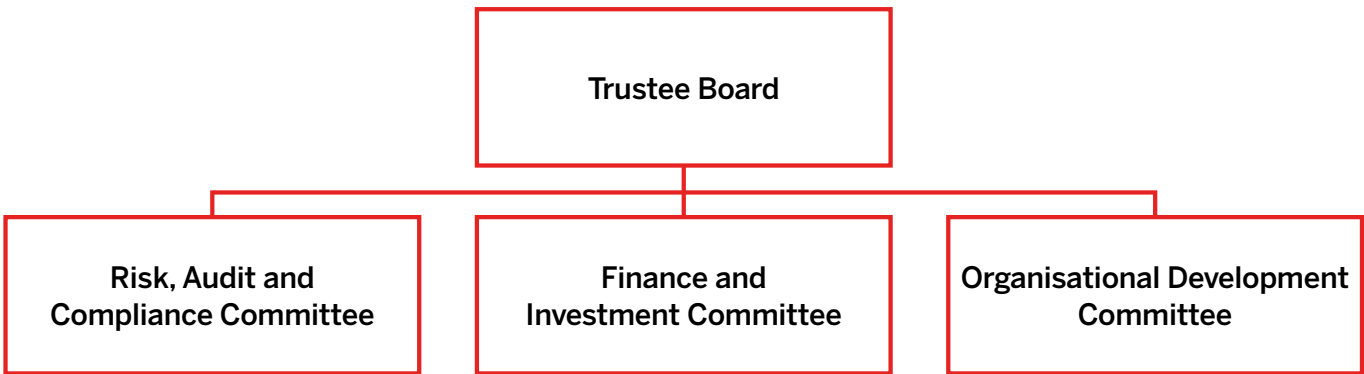 Trustee Board
Risk, Audit and
Compliance Committee
Finance and
Investment Committee
Organisational Development
Committee